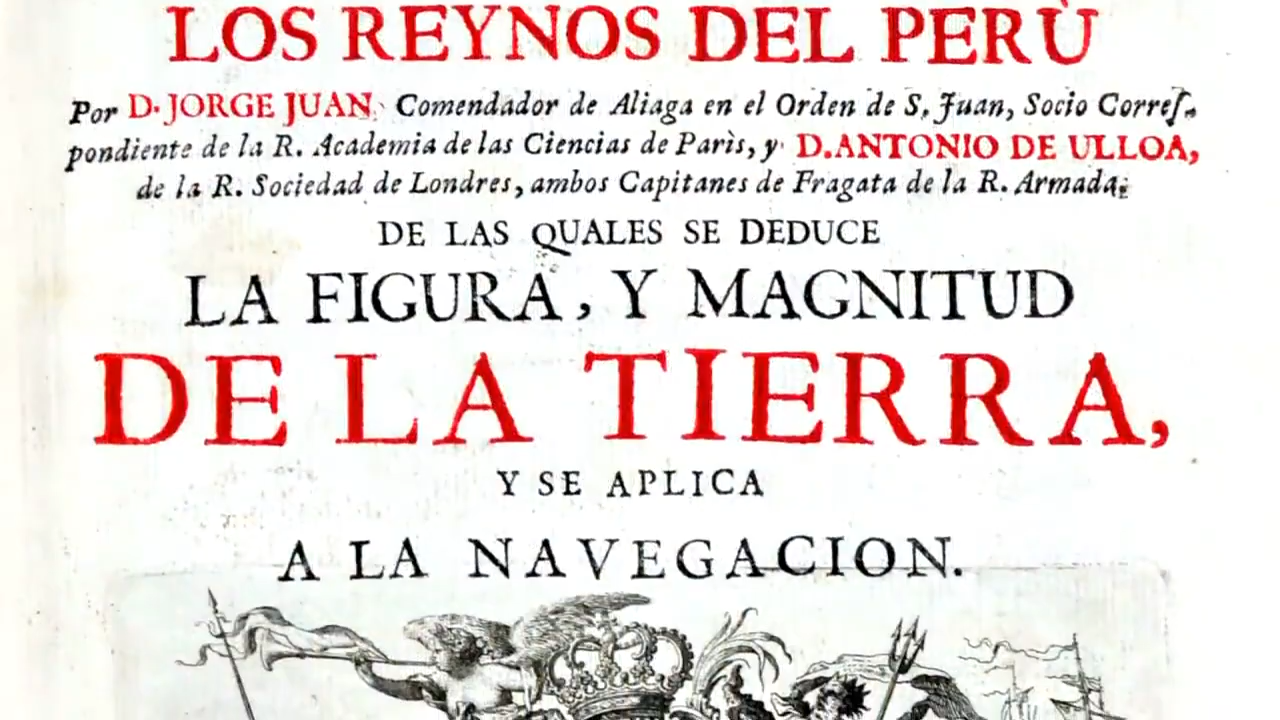 LOS REYNOS DEL PERÙ
Por D. JORGE JUAN, Comendador de Aliaga en el Orden de S, Juan, Socio Corresſ-
pondiente de la R. Academia de las Ciencias de Parìs, y D. ANTONIO DE ULLOA,
de la R. Sociedad de Londres, ambos Capitanes de Fragata de la R. Armada;
DE LAS QUALES SE DEDUCE
LA FIGURA, Y MAGNITUD
DE LA TIERRA,
Y SE APLICA
A LA NAVEGACION.